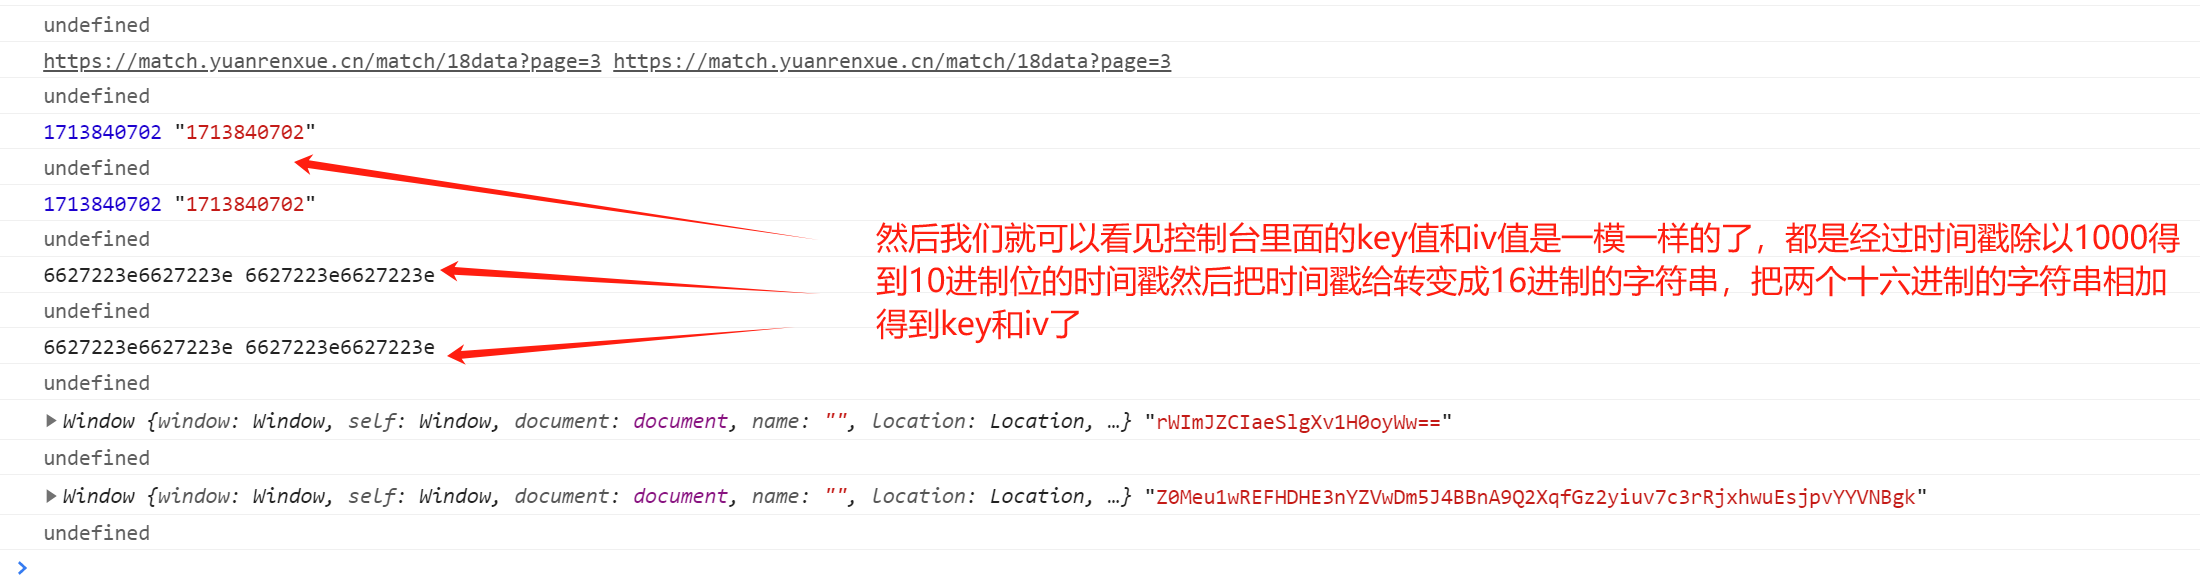 undefined
https://match.yuanrenxue.cn/match/18data?page=3 https://match.yuanrenxue.cn/match/18data?page=3
undefined
1713840702 "1713840702"
undefined
1713840702 "1713840702"
undefined
6627223e6627223e 6627223e6627223e
undefined
6627223e6627223e 6627223e6627223e
undefined
Window {window: Window, self: Window, document: document, name: "", location: Location, …} "rWImJZCIaeSlgXv1H0oyWw=="
undefined
Window {window: Window, self: Window, document: document, name: "", location: Location, …} "Z0Meu1wREFHDHE3nYZVwDm5J4BBnA9Q2XqfGz2yiuv7c3rRjxhwuEsjpvYYVNBgk"
undefined
然后我们就可以看见控制台里面的key值和iv值是一模一样的了，都是经过时间戳除以1000得
到10进制位的时间戳然后把时间戳给转变成16进制的字符串，把两个十六进制的字符串相加
得到key和iv了